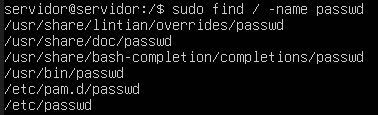 servidor@servidor:/$ sudo find / -name passwd
/usr/share/lintian/overrides/passwd
/usr/share/doc/passwd
/usr/share/bash-completion/completions/passwd
/usr/bin/passwd
/etc/pam.d/passwd
/etc/passwd